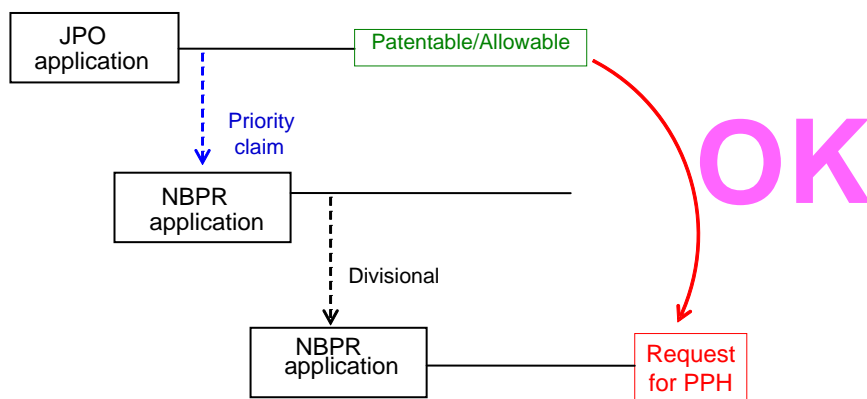 JPO
application
Patentable/Allowable
Priority
claim
OK
NBPR
application
Divisional
NBPR
application
Request
for PPH